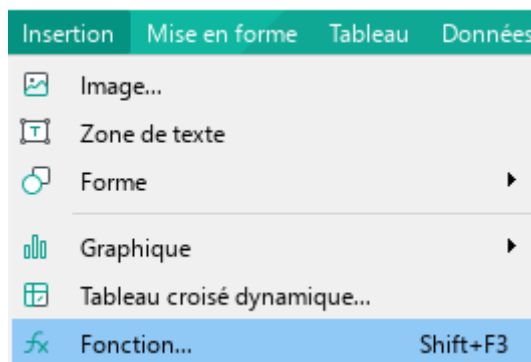 Insertion Mise en forme Tableau Données
Image...
Zone de texte
Forme
Graphique
Tableau croisé dynamique...
Fonction... Shift+F3